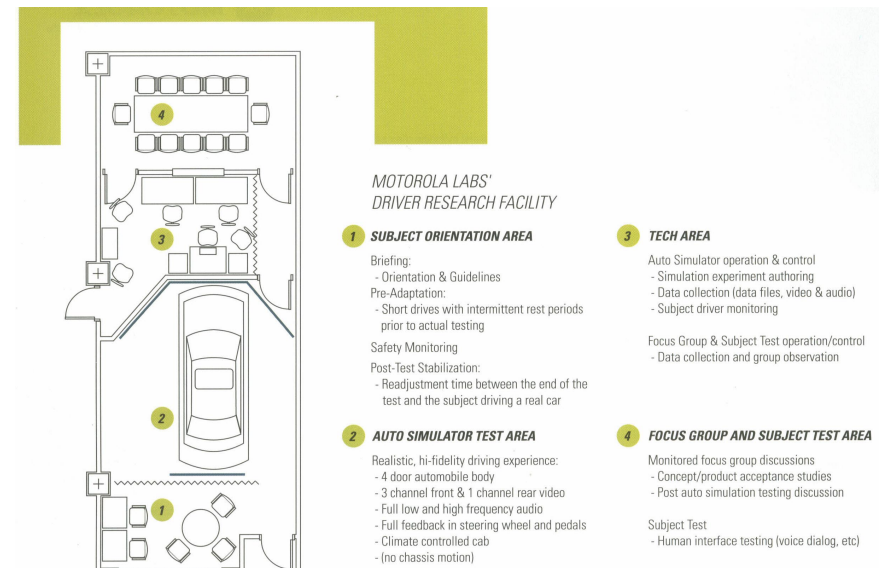 MOTOROLA LABS'
DRIVER RESEARCH FACILITY
1 SUBJECT ORIENTATION AREA
Briefing:
- Orientation & Guidelines
Pre-Adaptation:
- Short drives with intermittent rest periods
prior to actual testing
Safety Monitoring
Post-Test Stabilization:
- Readjustment time between the end of the
test and the subject driving a real car
2 AUTO SIMULATOR TEST AREA
Realistic, hi-fidelity driving experience:
- 4 door automobile body
- 3 channel front & 1 channel rear video
- Full low and high frequency audio
- Full feedback in steering wheel and pedals
- Climate controlled cab
- (no chassis motion)
3 TECH AREA
Auto Simulator operation & control
- Simulation experiment authoring
- Data collection (data files, video & audio)
- Subject driver monitoring
Focus Group & Subject Test operation/control
- Data collection and group observation
4 FOCUS GROUP AND SUBJECT TEST AREA
Monitored focus group discussions
- Concept/product acceptance studies
- Post auto simulation testing discussion
Subject Test
- Human interface testing (voice dialog, etc)
4
3
2
1